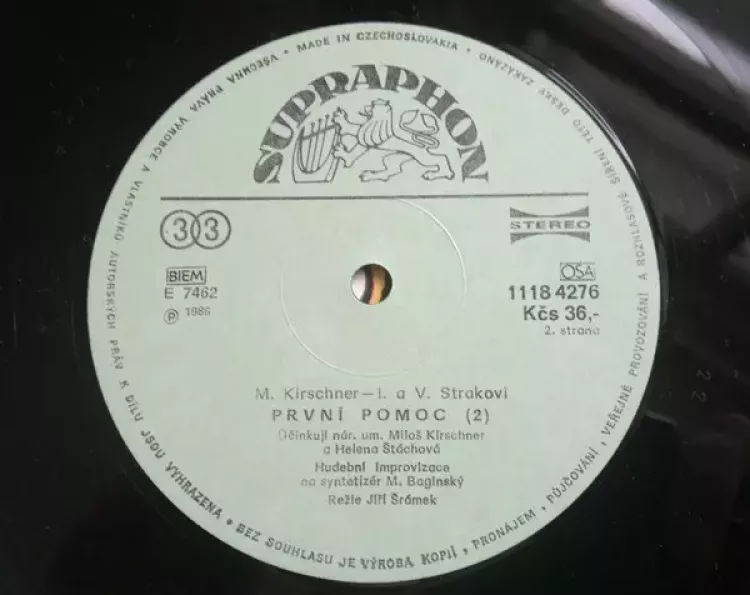 SUPRAPHON
33
STEREO
BIEM
E 7462
℗ 1986
OSA
1118 4276
Kčs 36,-
2. strana
M. Kirschner – I. a V. Strakovi
PRVNÍ POMOC (2)
Účinkují nár. um. Miloš Kirschner
a Helena Štáchová
Hudební improvizace
na syntetizér M. Baginský
Režie Jiří Šrámek
• MADE IN CZECHOSLOVAKIA • VŠECHNA PRÁVA VÝROBCE A VLASTNÍKŮ AUTORSKÝCH PRÁV K DÍLU JSOU VYHRAZENA • BEZ SOUHLASU JE VÝROBA KOPIÍ, PRONÁJEM, PŮJČOVÁNÍ, VEŘEJNÉ PROVOZOVÁNÍ A ROZHLASOVÉ ŠÍŘENÍ TÉTO DESKY ZAKÁZÁNO
22